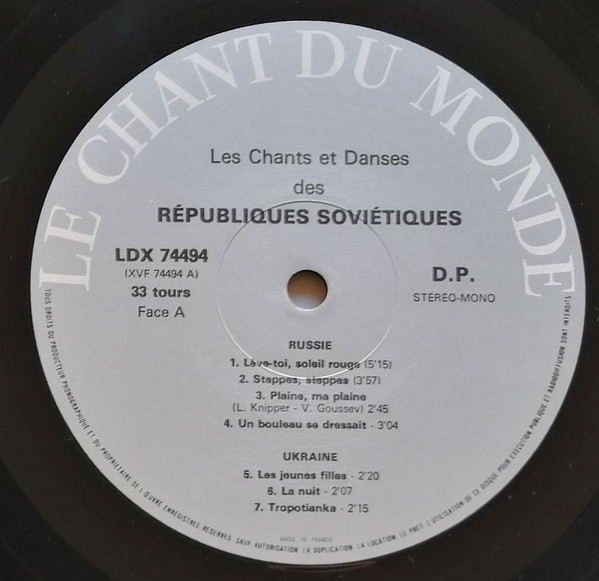 LE CHANT DU MONDE
Les Chants et Danses
des
RÉPUBLIQUES SOVIÉTIQUES
LDX 74494
(XVF 74494 A)
33 tours
Face A
D.P.
STÉRÉO-MONO
RUSSIE
1. Lève-toi, soleil rouge (5'15)
2. Steppes, steppes (3'57)
3. Plaine, ma plaine
(L. Knipper - V. Goussev) 2'45
4. Un bouleau se dressait - 3'04
UKRAINE
5. Les jeunes filles - 2'20
6. La nuit - 2'07
7. Tropotianka - 2'15
MADE IN FRANCE
TOUS DROITS DU PRODUCTEUR PHONOGRAPHIQUE ET DU PROPRIÉTAIRE DE L'ŒUVRE ENREGISTRÉE RÉSERVÉS. SAUF AUTORISATION LA DUPLICATION, LA LOCATION, LE PRÊT, L'UTILISATION DE CE DISQUE POUR EXÉCUTION PUBLIQUE ET RADIODIFFUSION SONT INTERDITS